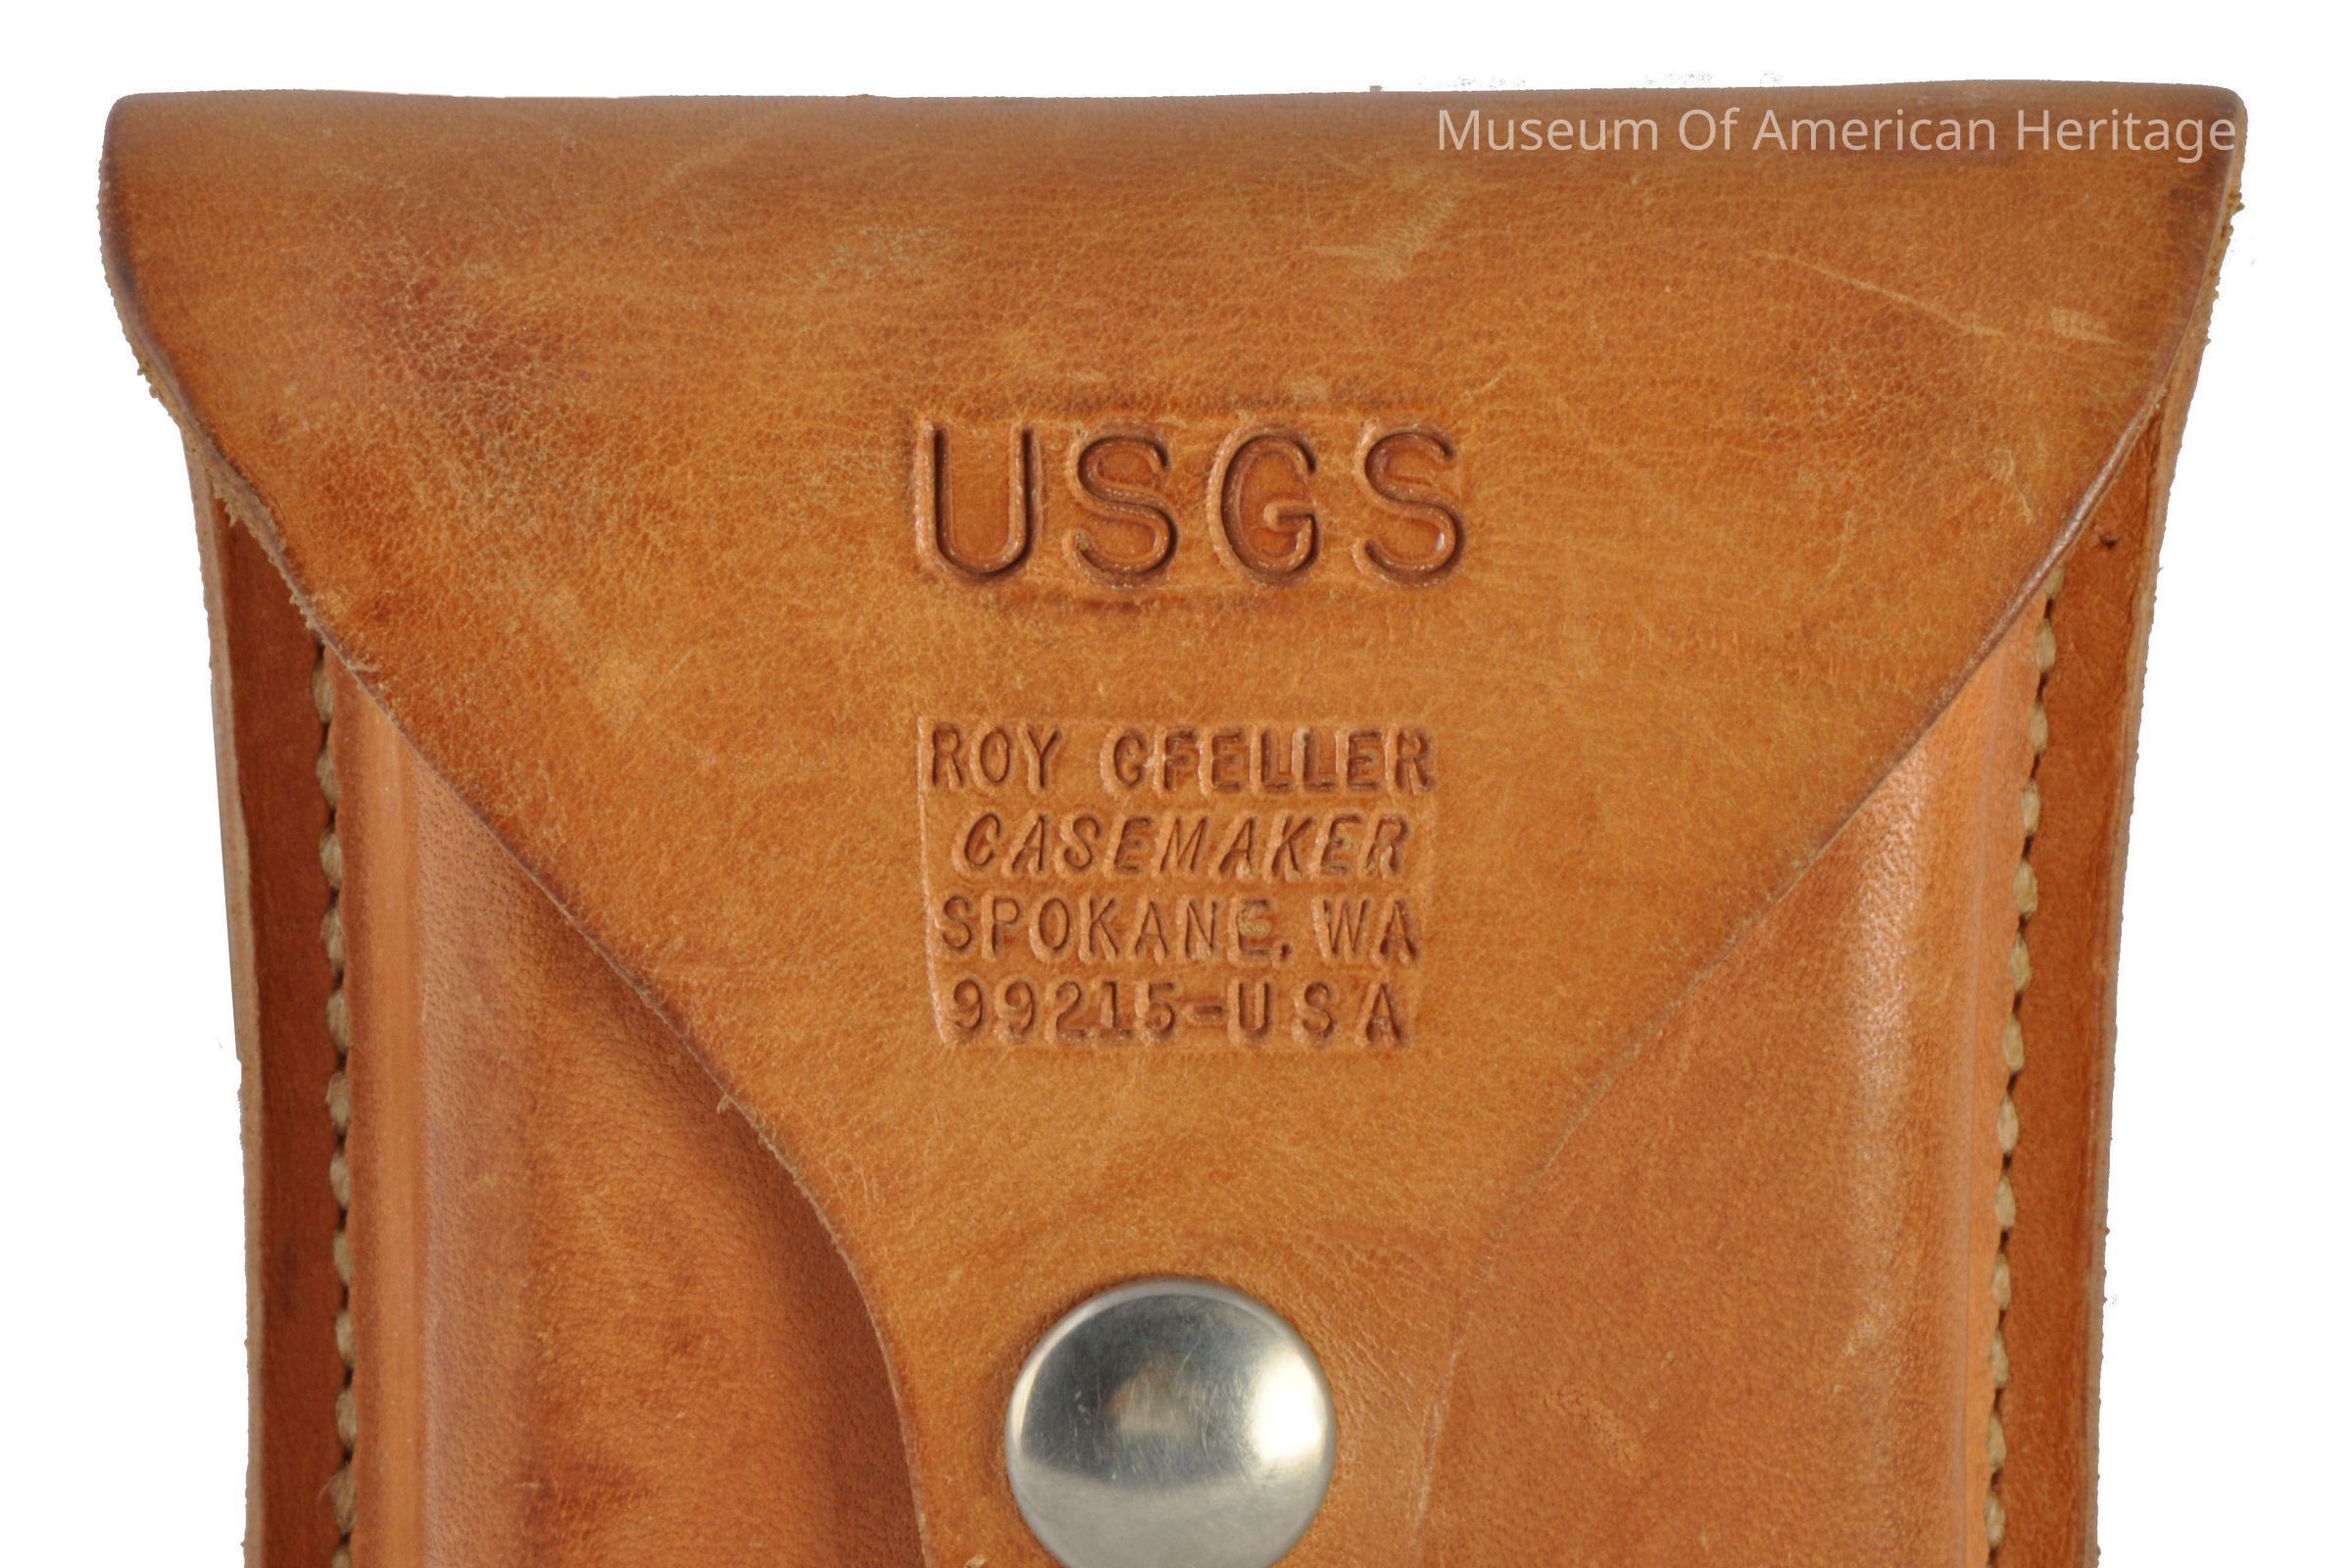 Museum Of American Heritage
USGS
ROY GFELLER
CASEMAKER
SPOKANE, WA
99215-USA